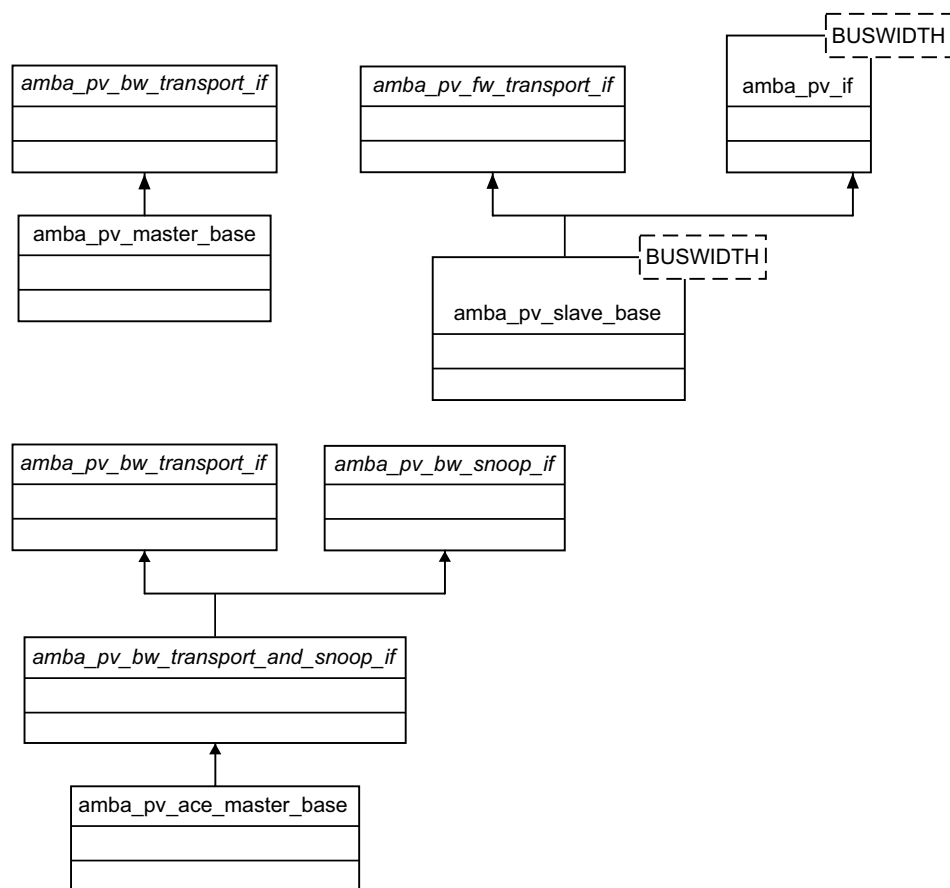 BUSWIDTH
amba_pv_bw_transport_if
amba_pv_fw_transport_if
amba_pv_if
amba_pv_master_base
BUSWIDTH
amba_pv_slave_base
amba_pv_bw_transport_if
amba_pv_bw_snoop_if
amba_pv_bw_transport_and_snoop_if
amba_pv_ace_master_base